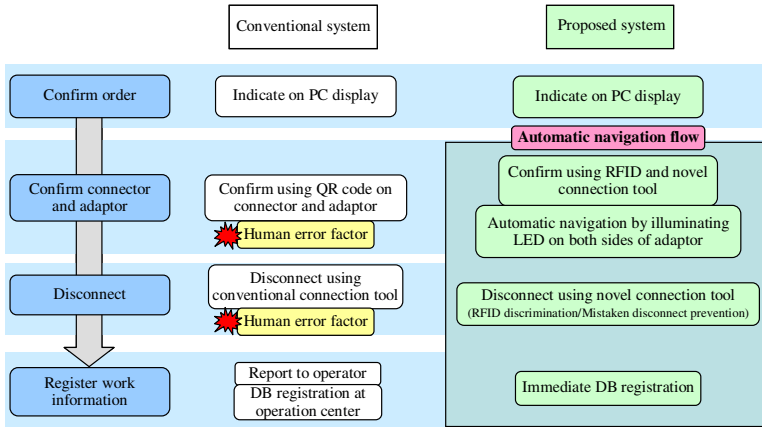 Conventional system
Proposed system
Confirm order
Indicate on PC display
Indicate on PC display
Automatic navigation flow
Confirm connector
and adaptor
Confirm using QR code on
connector and adaptor
Human error factor
Confirm using RFID and novel
connection tool
Automatic navigation by illuminating
LED on both sides of adaptor
Disconnect
Disconnect using
conventional connection tool
Human error factor
Disconnect using novel connection tool
(RFID discrimination/Mistaken disconnect prevention)
Register work
information
Report to operator
DB registration at
operation center
Immediate DB registration